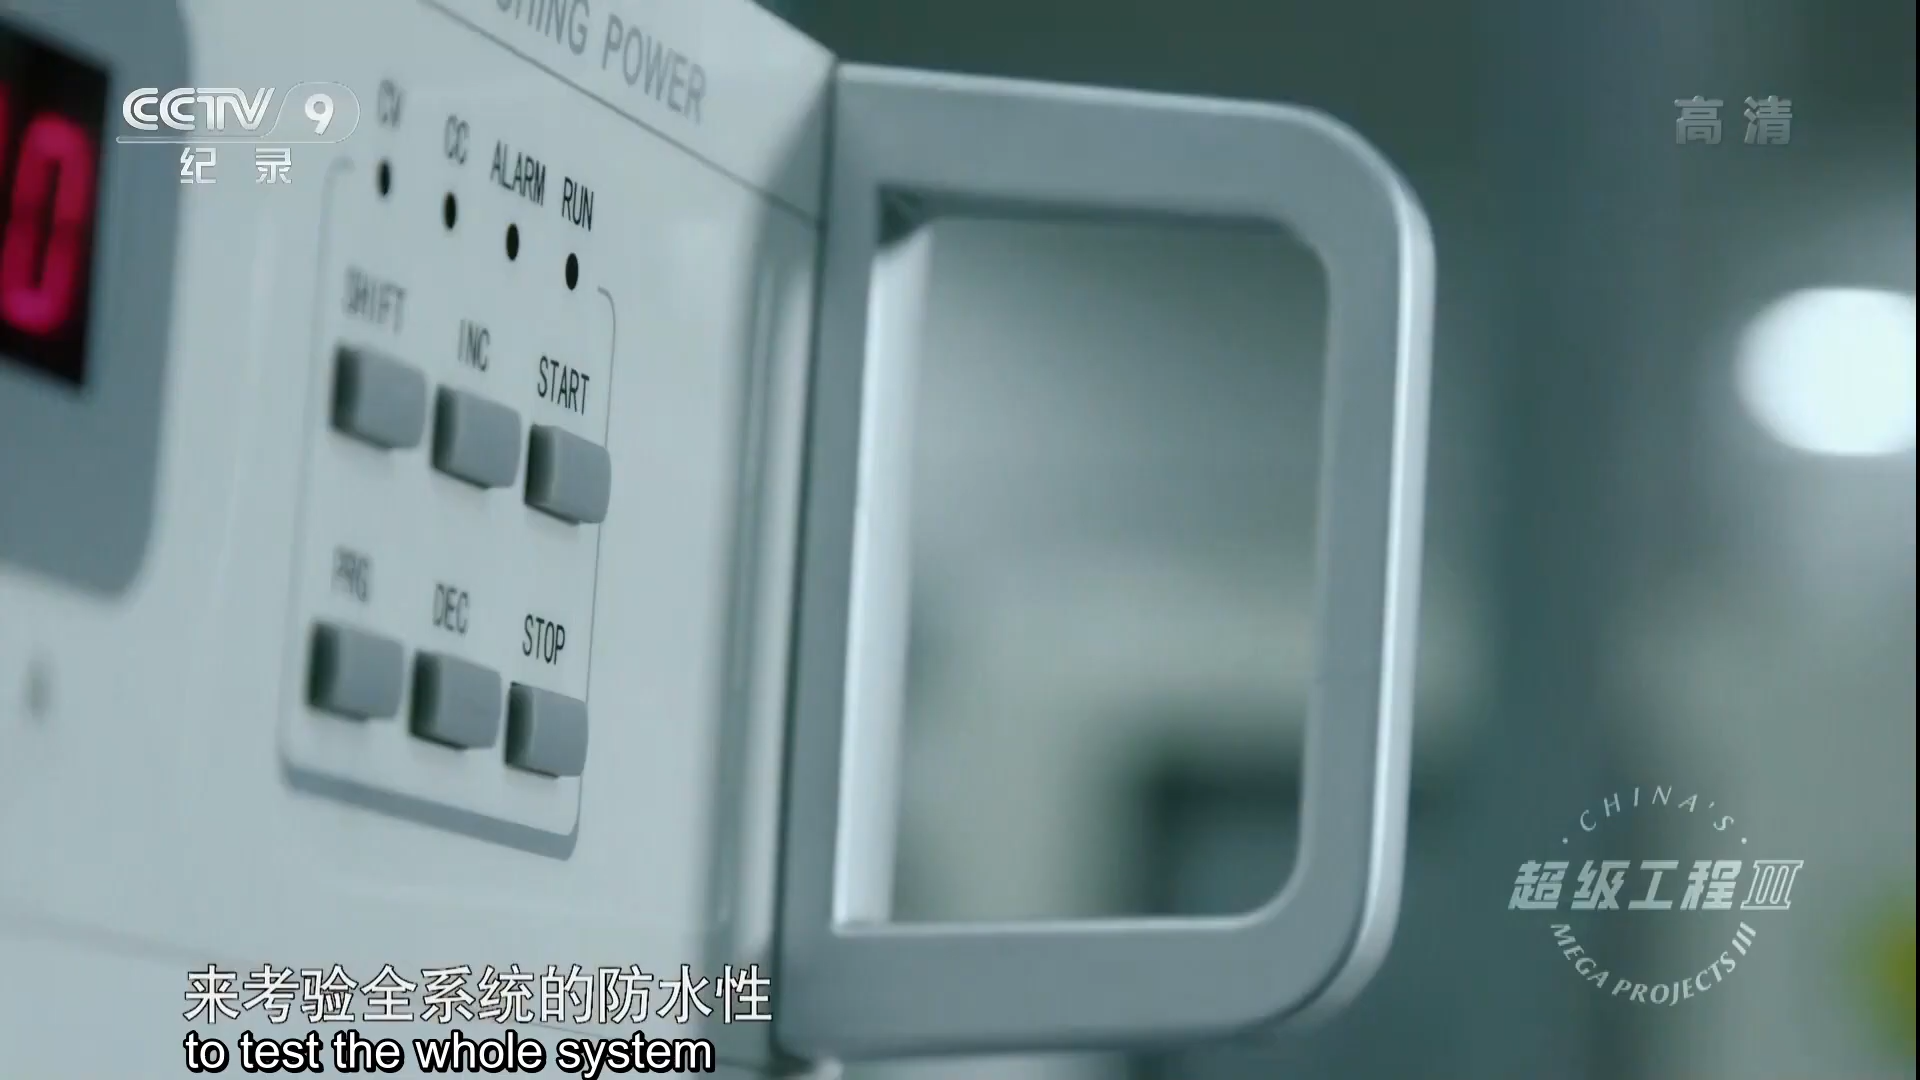 POWER
CCTV 9
纪录
高清
CV
CC
ALARM
RUN
0
SHIFT
INC
START
PRG
DEC
STOP
CHINA'S
超级工程III
MEGA PROJECTS III
来考验全系统的防水性
to test the whole system